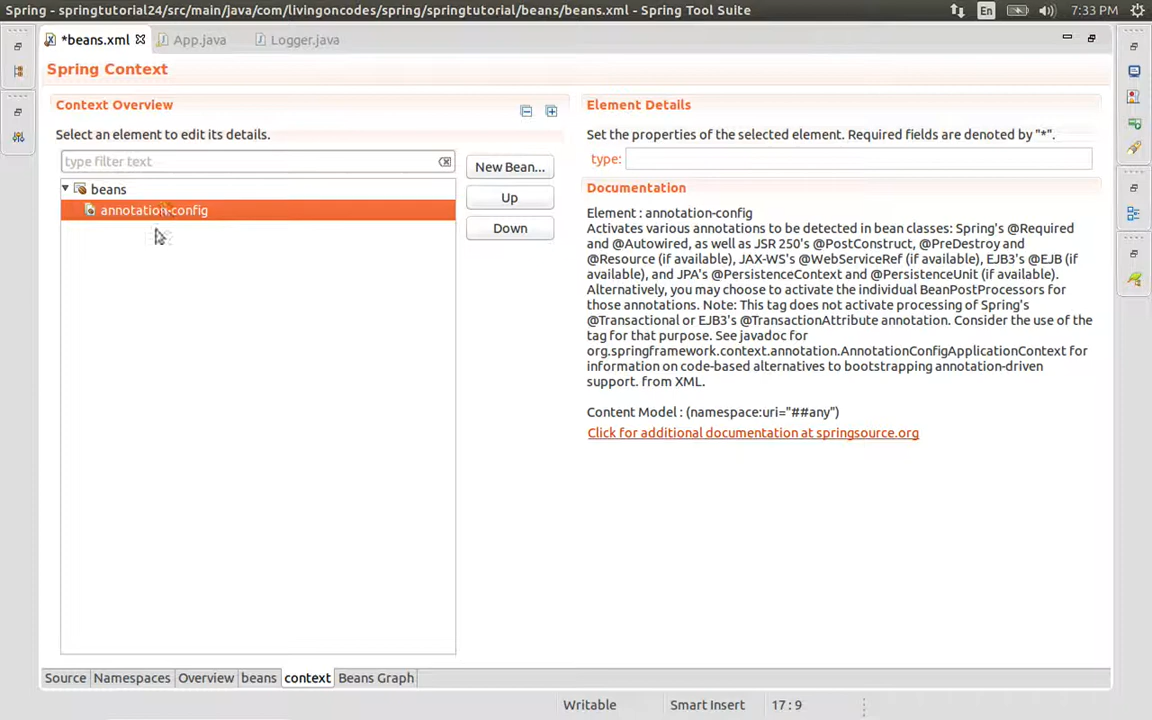 Spring - springtutorial24/src/main/java/com/livingoncodes/spring/springtutorial/beans/beans.xml - Spring Tool Suite
En
7:33 PM
*beans.xml
App.java
Logger.java
Spring Context
Context Overview
Select an element to edit its details.
type filter text
beans
annotation-config
New Bean...
Up
Down
Element Details
Set the properties of the selected element. Required fields are denoted by "*".
type:
Documentation
Element : annotation-config
Activates various annotations to be detected in bean classes: Spring's @Required
and @Autowired, as well as JSR 250's @PostConstruct, @PreDestroy and
@Resource (if available), JAX-WS's @WebServiceRef (if available), EJB3's @EJB (if
available), and JPA's @PersistenceContext and @PersistenceUnit (if available).
Alternatively, you may choose to activate the individual BeanPostProcessors for
those annotations. Note: This tag does not activate processing of Spring's
@Transactional or EJB3's @TransactionAttribute annotation. Consider the use of the
tag for that purpose. See javadoc for
org.springframework.context.annotation.AnnotationConfigApplicationContext for
information on code-based alternatives to bootstrapping annotation-driven
support. from XML.
Content Model : (namespace:uri="##any")
Click for additional documentation at springsource.org
Source
Namespaces
Overview
beans
context
Beans Graph
Writable
Smart Insert
17 : 9